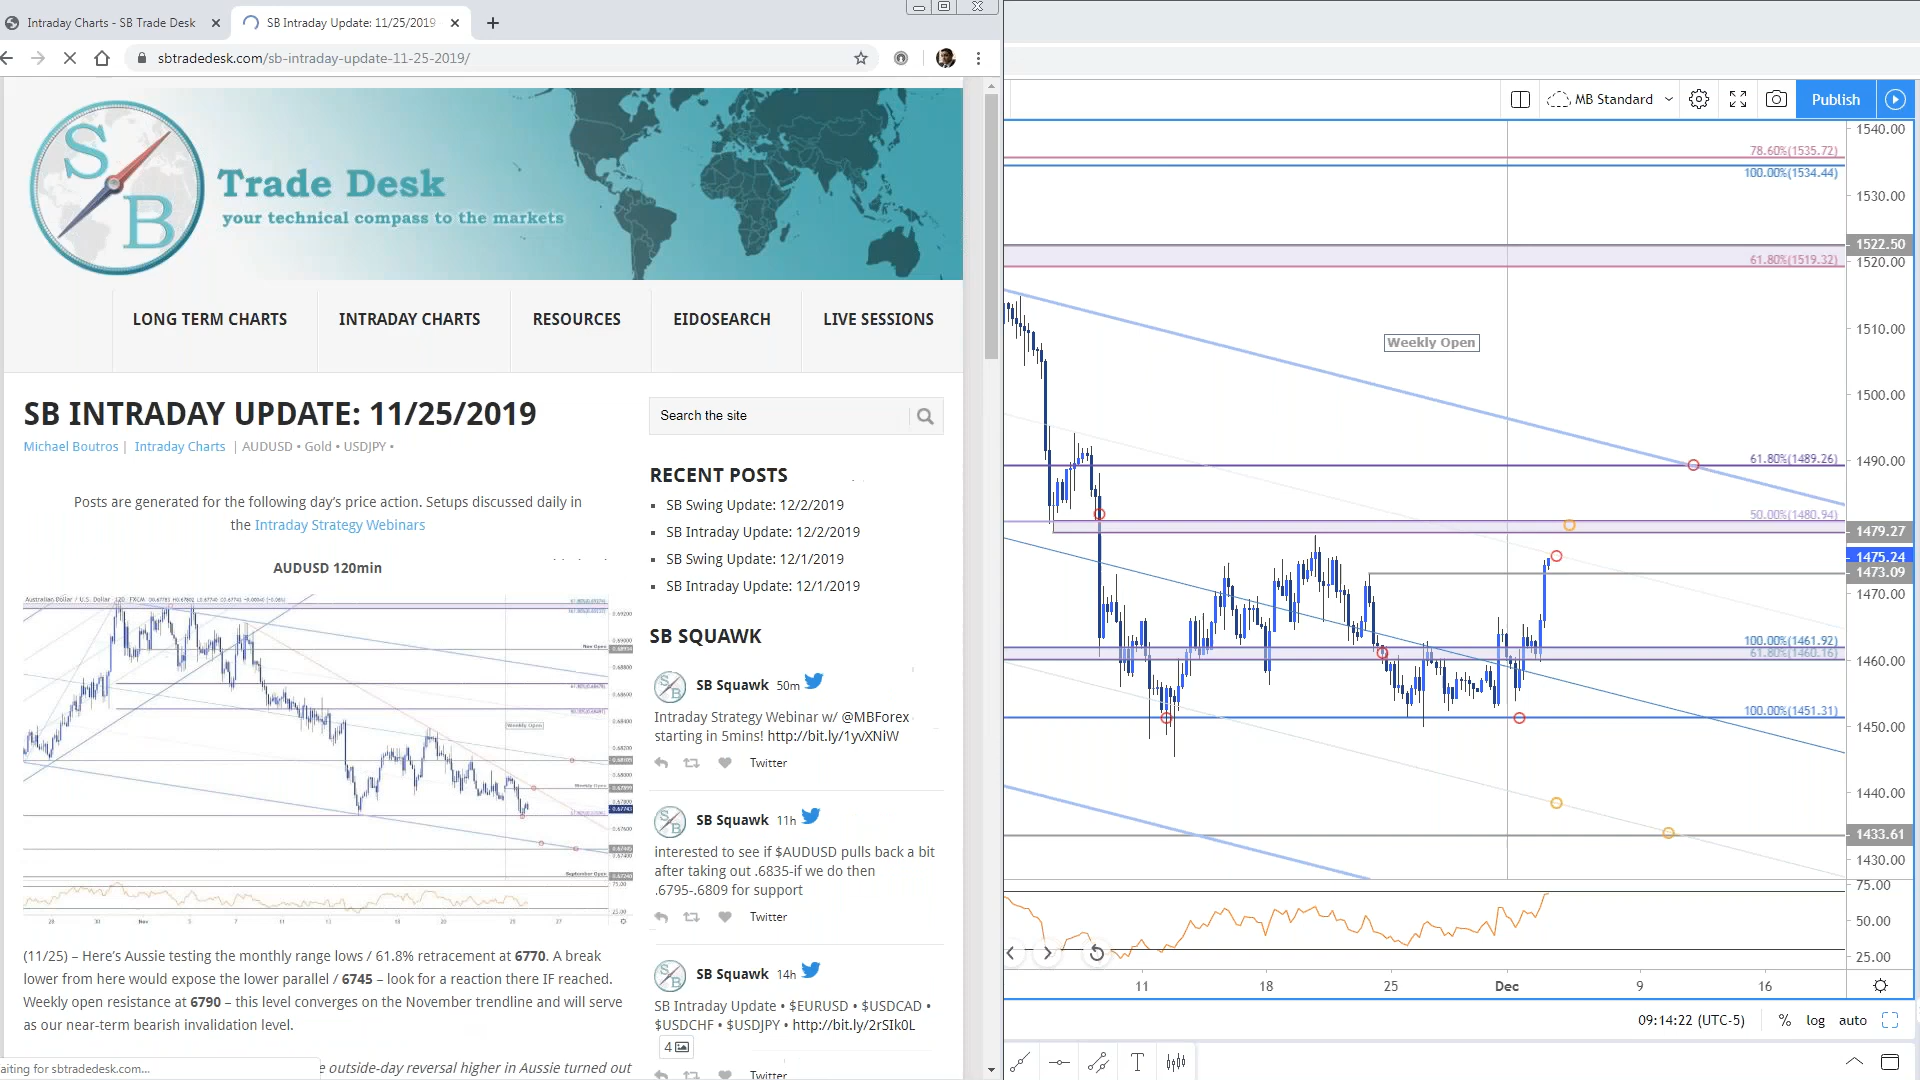 Intraday Charts - SB Trade Desk
SB Intraday Update: 11/25/2019
sbtradedesk.com/sb-intraday-update-11-25-2019/
S
B
Trade Desk
your technical compass to the markets
LONG TERM CHARTS
INTRADAY CHARTS
RESOURCES
EIDOSEARCH
LIVE SESSIONS
SB INTRADAY UPDATE: 11/25/2019
Michael Boutros | Intraday Charts | AUDUSD • Gold • USDJPY •
Posts are generated for the following day's price action. Setups discussed daily in
the Intraday Strategy Webinars
AUDUSD 120min
Weekly Open
(11/25) – Here's Aussie testing the monthly range lows / 61.8% retracement at 6770. A break
lower from here would expose the lower parallel / 6745 – look for a reaction there IF reached.
Weekly open resistance at 6790 – this level converges on the November trendline and will serve
as our near-term bearish invalidation level.
aiting for sbtradedesk.com...
e outside-day reversal higher in Aussie turned out
Search the site
RECENT POSTS
SB Swing Update: 12/2/2019
SB Intraday Update: 12/2/2019
SB Swing Update: 12/1/2019
SB Intraday Update: 12/1/2019
SB SQUAWK
SB Squawk 50m
Intraday Strategy Webinar w/ @MBForex
starting in 5mins! http://bit.ly/1yvXNiW
Twitter
SB Squawk 11h
interested to see if $AUDUSD pulls back a bit
after taking out .6835-if we do then
.6795-.6809 for support
Twitter
SB Squawk 14h
SB Intraday Update • $EURUSD • $USDCAD •
$USDCHF • $USDJPY • http://bit.ly/2rSIk0L
4
Twitter
MB Standard
Publish
1540.00
78.60%(1535.72)
100.00%(1534.44)
1530.00
1522.50
61.80%(1519.32)
1520.00
1510.00
Weekly Open
1500.00
61.80%(1489.26)
1490.00
50.00%(1480.94)
1479.27
1475.24
1473.09
1470.00
100.00%(1461.92)
61.80%(1460.16)
1460.00
100.00%(1451.31)
1450.00
1440.00
1433.61
1430.00
75.00
50.00
25.00
11
18
25
Dec
9
16
09:14:22 (UTC-5)
%
log
auto
T